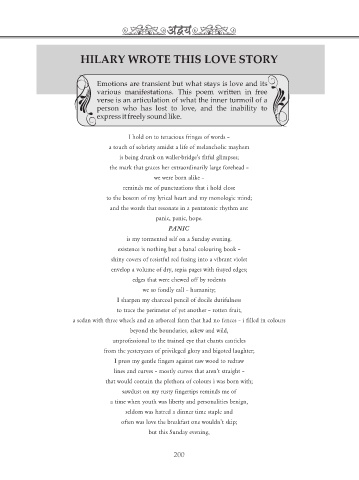 अद्वयं
HILARY WROTE THIS LOVE STORY
Emotions are transient but what stays is love and its
various manifestations. This poem written in free
verse is an articulation of what the inner turmoil of a
person who has lost to love, and the inability to
express it freely sound like.
I hold on to tenacious fringes of words –
a touch of sobriety amidst a life of melancholic mayhem
is being drunk on waller-bridge's fitful glimpses;
the mark that graces her extraordinarily large forehead –
we were born alike –
reminds me of punctuations that i hold close
to the bosom of my lyrical heart and my monologic mind;
and the words that resonate in a pentatonic rhythm are:
panic, panic, hope.
PANIC
is my tormented self on a Sunday evening.
existence is nothing but a banal colouring book –
shiny covers of resistful red fusing into a vibrant violet
envelop a volume of dry, sepia pages with frayed edges;
edges that were chewed off by rodents
we so fondly call - humanity;
I sharpen my charcoal pencil of docile dutifulness
to trace the perimeter of yet another – rotten fruit,
a sedan with three wheels and an arboreal farm that had no fences – i filled in colours
beyond the boundaries, askew and wild,
unprofessional to the trained eye that chants canticles
from the yesteryears of privileged glory and bigoted laughter;
I press my gentle fingers against raw wood to redraw
lines and curves – mostly curves that aren't straight –
that would contain the plethora of colours i was born with;
sawdust on my rusty fingertips reminds me of
a time when youth was liberty and personalities benign,
seldom was hatred a dinner time staple and
often was love the breakfast one wouldn't skip;
but this Sunday evening,
200